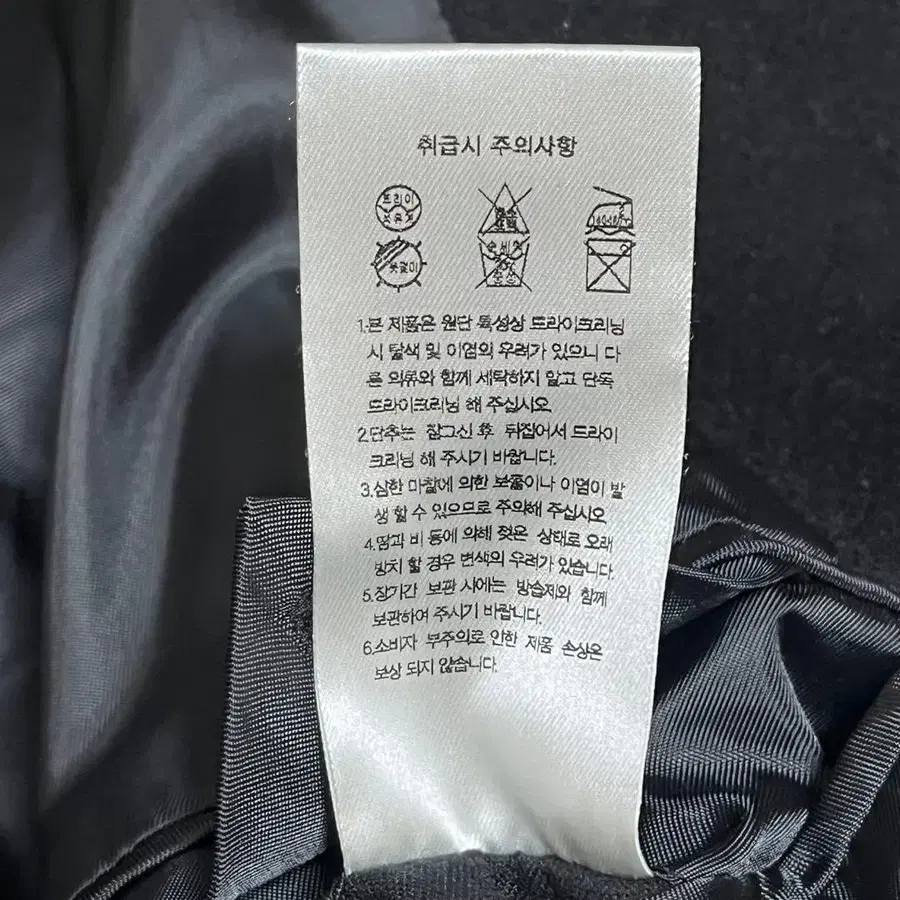 취급시 주의사항
드라이
옷걸이
손세탁
1.본 제품은 원단 특성상 드라이크리닝
시 탈색 및 이염의 우려가 있으니 다
른 의류와 함께 세탁하지 말고 단독
드라이크리닝 해 주십시오.
2.단추는 잠그신 후 뒤집어서 드라이
크리닝 해 주시기 바랍니다.
3.심한 마찰에 의한 보풀이나 이염이 발
생 할 수 있으므로 주의해 주십시오.
4.땀과 비 등에 의해 젖은 상태로 오래
방치 할 경우 변색의 우려가 있습니다.
5.장기간 보관 시에는 방습제와 함께
보관하여 주시기 바랍니다.
6.소비자 부주의로 인한 제품 손상은
보상 되지 않습니다.